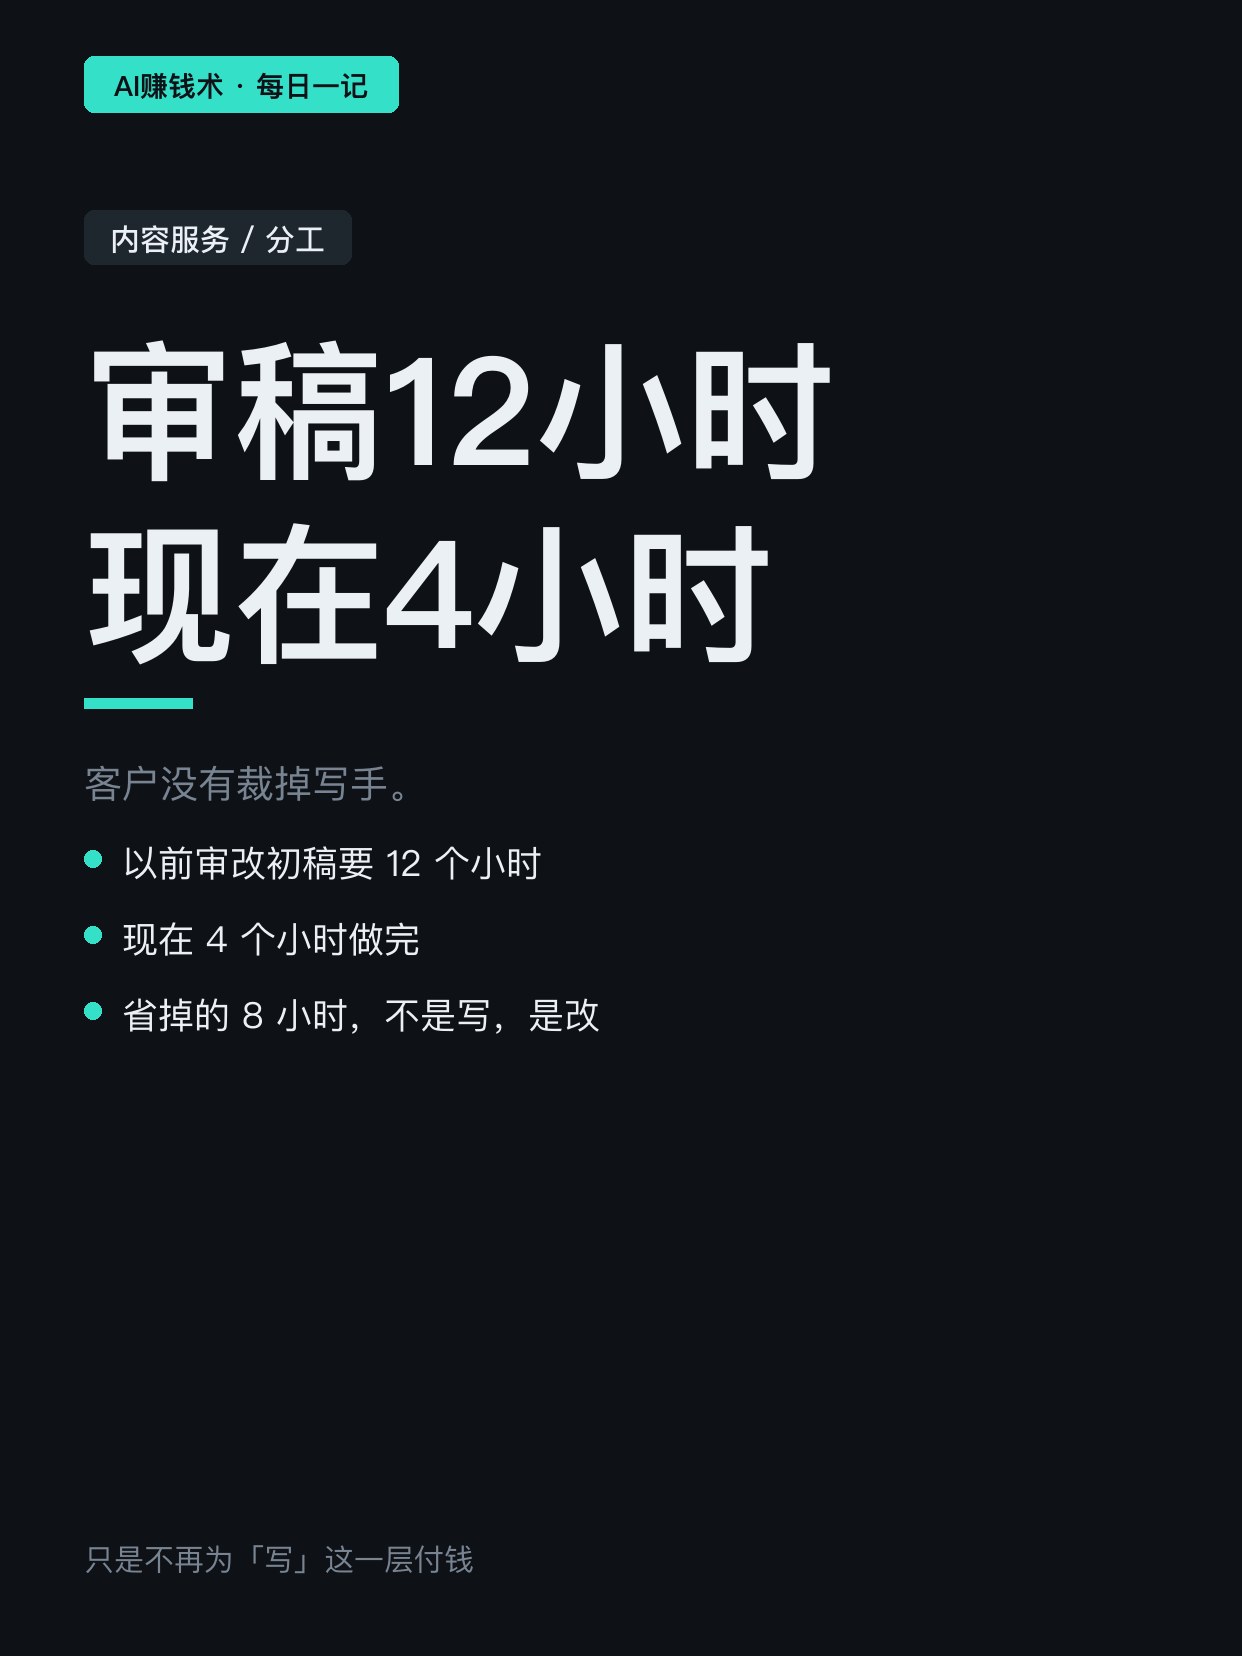 AI赚钱术 · 每日一记
内容服务 / 分工
审稿12小时
现在4小时
客户没有裁掉写手。
以前审改初稿要 12 个小时
现在 4 个小时做完
省掉的 8 小时，不是写，是改
只是不再为「写」这一层付钱